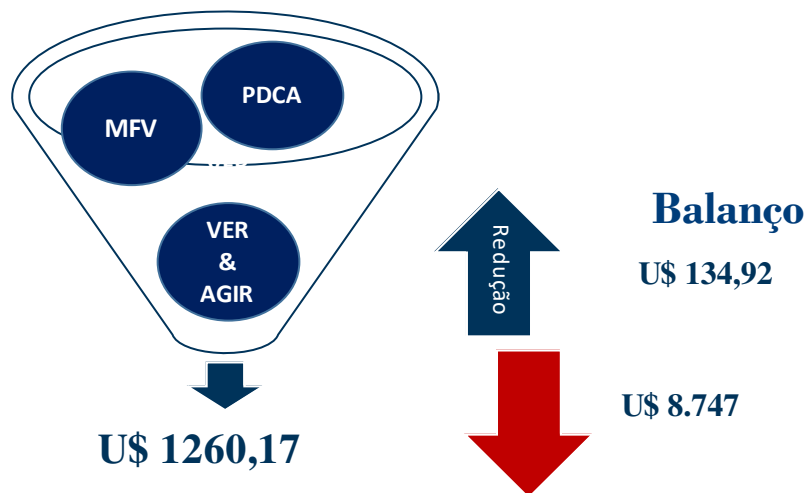 PDCA
MFV
VER
&
AGIR
Redução
Balanço
U$ 134,92
U$ 8.747
U$ 1260,17